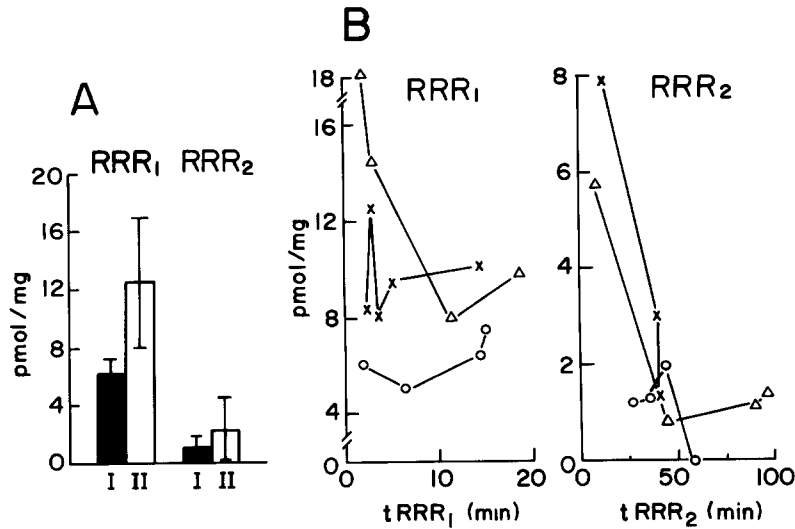 A
RRR₁ RRR₂
20
16
12
8
4
0
pmol/mg
I II I II
B
RRR₁
18
16
12
8
4
pmol/mg
0 10 20
tRRR₁ (min)
RRR₂
8
6
4
2
0
0 50 100
tRRR₂ (min)